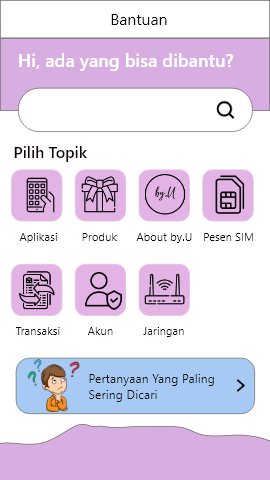 Bantuan
Hi, ada yang bisa dibantu?
Pilih Topik
by.U
Aplikasi
Produk
About by.U
Pesen SIM
Transaksi
Akun
Jaringan
Pertanyaan Yang Paling
Sering Dicari